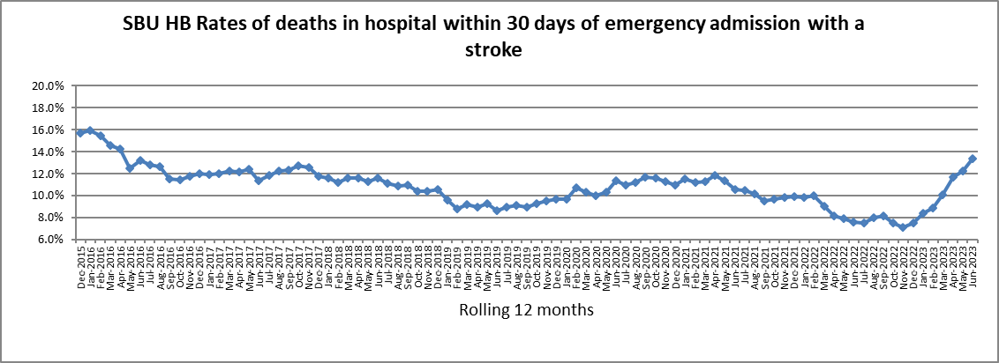 SBU HB Rates of deaths in hospital within 30 days of emergency admission with a
stroke
20.0%
18.0%
16.0%
14.0%
12.0%
10.0%
8.0%
6.0%
Dec-2015
Jan-2016
Feb-2016
Mar-2016
Apr-2016
May-2016
Jun-2016
Jul-2016
Aug-2016
Sep-2016
Oct-2016
Nov-2016
Dec-2016
Jan-2017
Feb-2017
Mar-2017
Apr-2017
May-2017
Jun-2017
Jul-2017
Aug-2017
Sep-2017
Oct-2017
Nov-2017
Dec-2017
Jan-2018
Feb-2018
Mar-2018
Apr-2018
May-2018
Jun-2018
Jul-2018
Aug-2018
Sep-2018
Oct-2018
Nov-2018
Dec-2018
Jan-2019
Feb-2019
Mar-2019
Apr-2019
May-2019
Jun-2019
Jul-2019
Aug-2019
Sep-2019
Oct-2019
Nov-2019
Dec-2019
Jan-2020
Feb-2020
Mar-2020
Apr-2020
May-2020
Jun-2020
Jul-2020
Aug-2020
Sep-2020
Oct-2020
Nov-2020
Dec-2020
Jan-2021
Feb-2021
Mar-2021
Apr-2021
May-2021
Jun-2021
Jul-2021
Aug-2021
Sep-2021
Oct-2021
Nov-2021
Dec-2021
Jan-2022
Feb-2022
Mar-2022
Apr-2022
May-2022
Jun-2022
Jul-2022
Aug-2022
Sep-2022
Oct-2022
Nov-2022
Dec-2022
Jan-2023
Feb-2023
Mar-2023
Apr-2023
May-2023
Jun-2023
Rolling 12 months